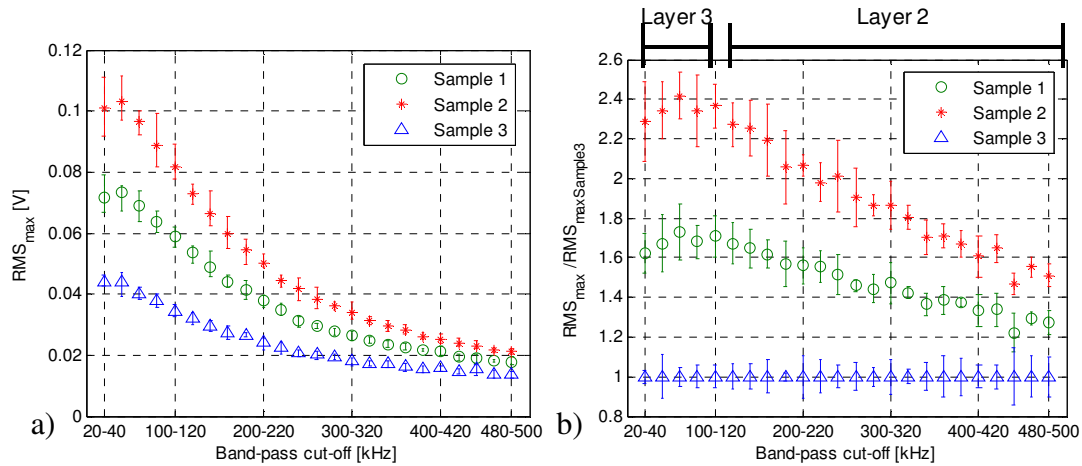 Layer 3
Layer 2
0.12
0.1
0.08
0.06
0.04
0.02
0
RMS_max [V]
Sample 1
Sample 2
Sample 3
20-40
100-120
200-220
300-320
400-420
480-500
Band-pass cut-off [kHz]
a)
2.6
2.4
2.2
2
1.8
1.6
1.4
1.2
1
0.8
RMS_max /RMS_maxSample3
Sample 1
Sample 2
Sample 3
20-40
100-120
200-220
300-320
400-420
480-500
Band-pass cut-off [kHz]
b)